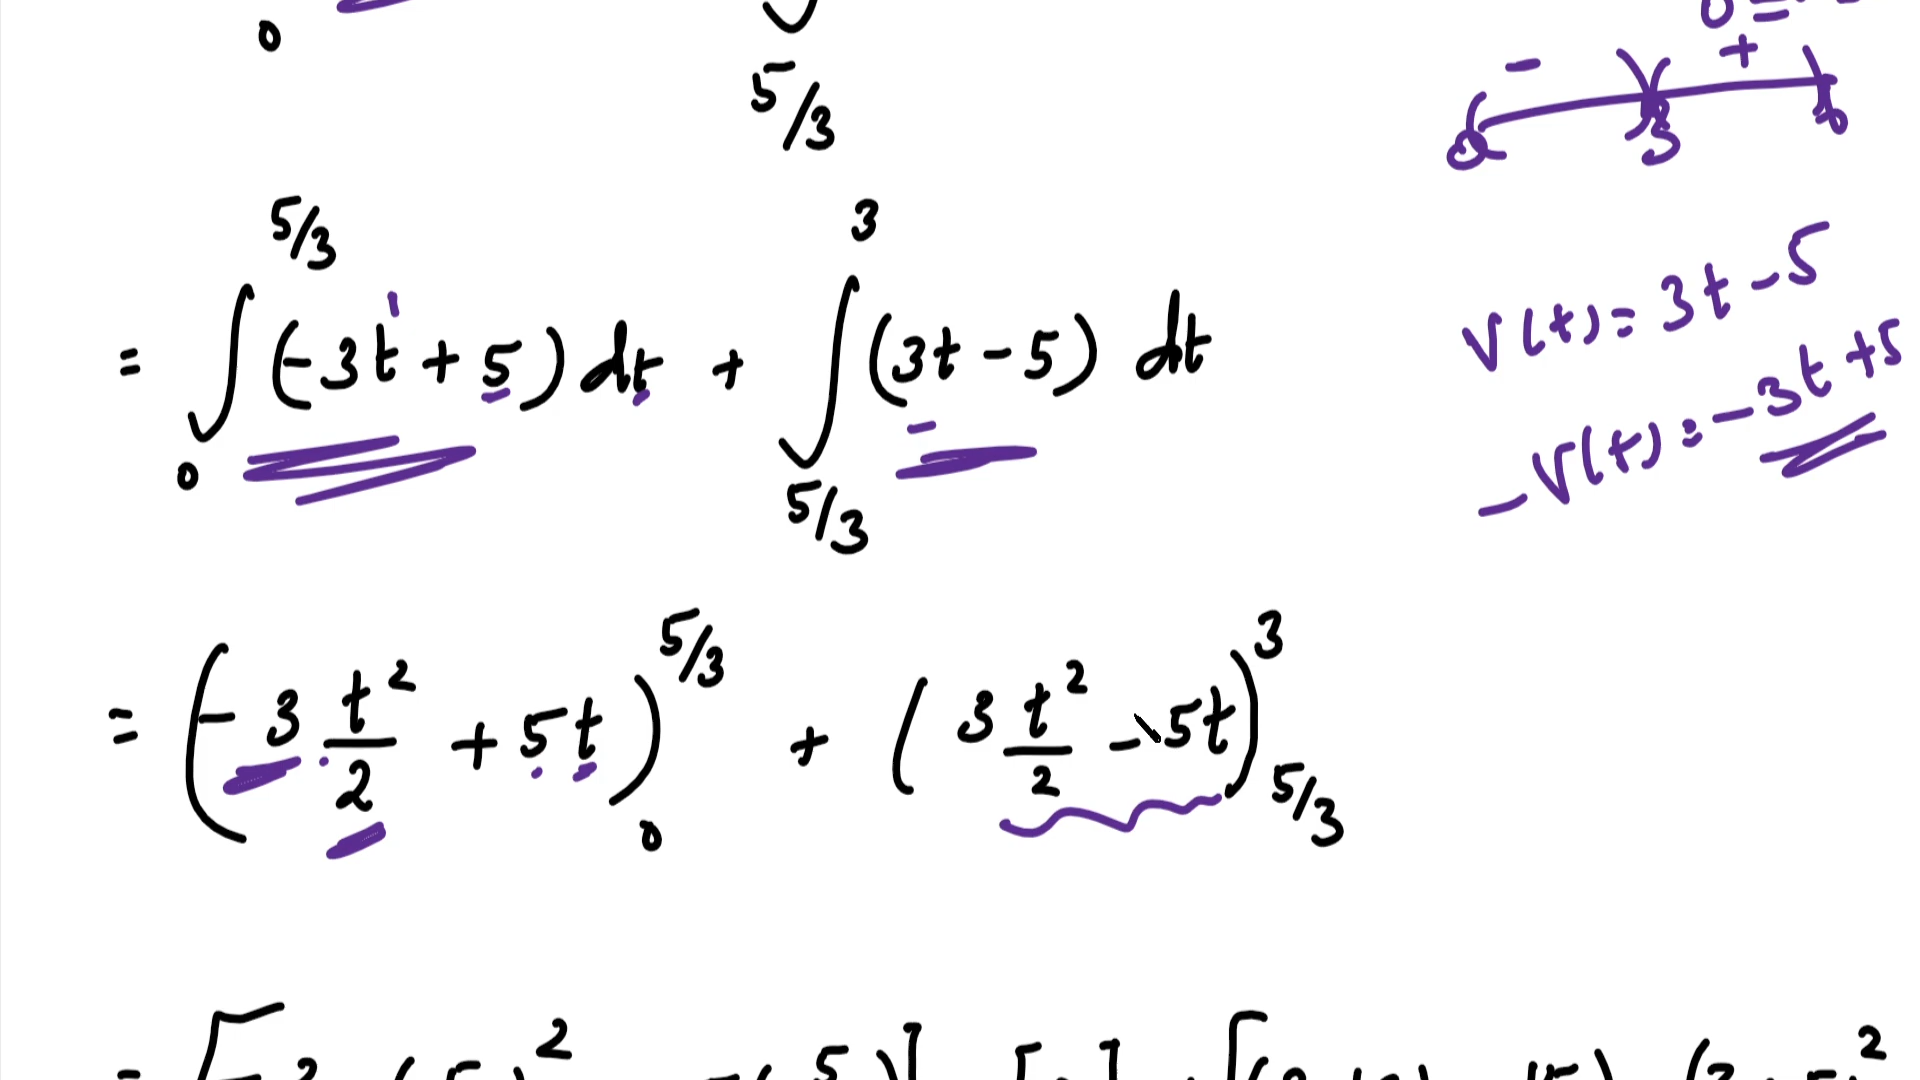 0
5/3
- +
3
v(t) = 3t - 5
-v(t) = -3t + 5
= ∫₀^{5/3} (-3t + 5) dt + ∫_{5/3}^{3} (3t - 5) dt
= (-3 t²/2 + 5t)₀^{5/3} + (3 t²/2 - 5t)_{5/3}^{3}